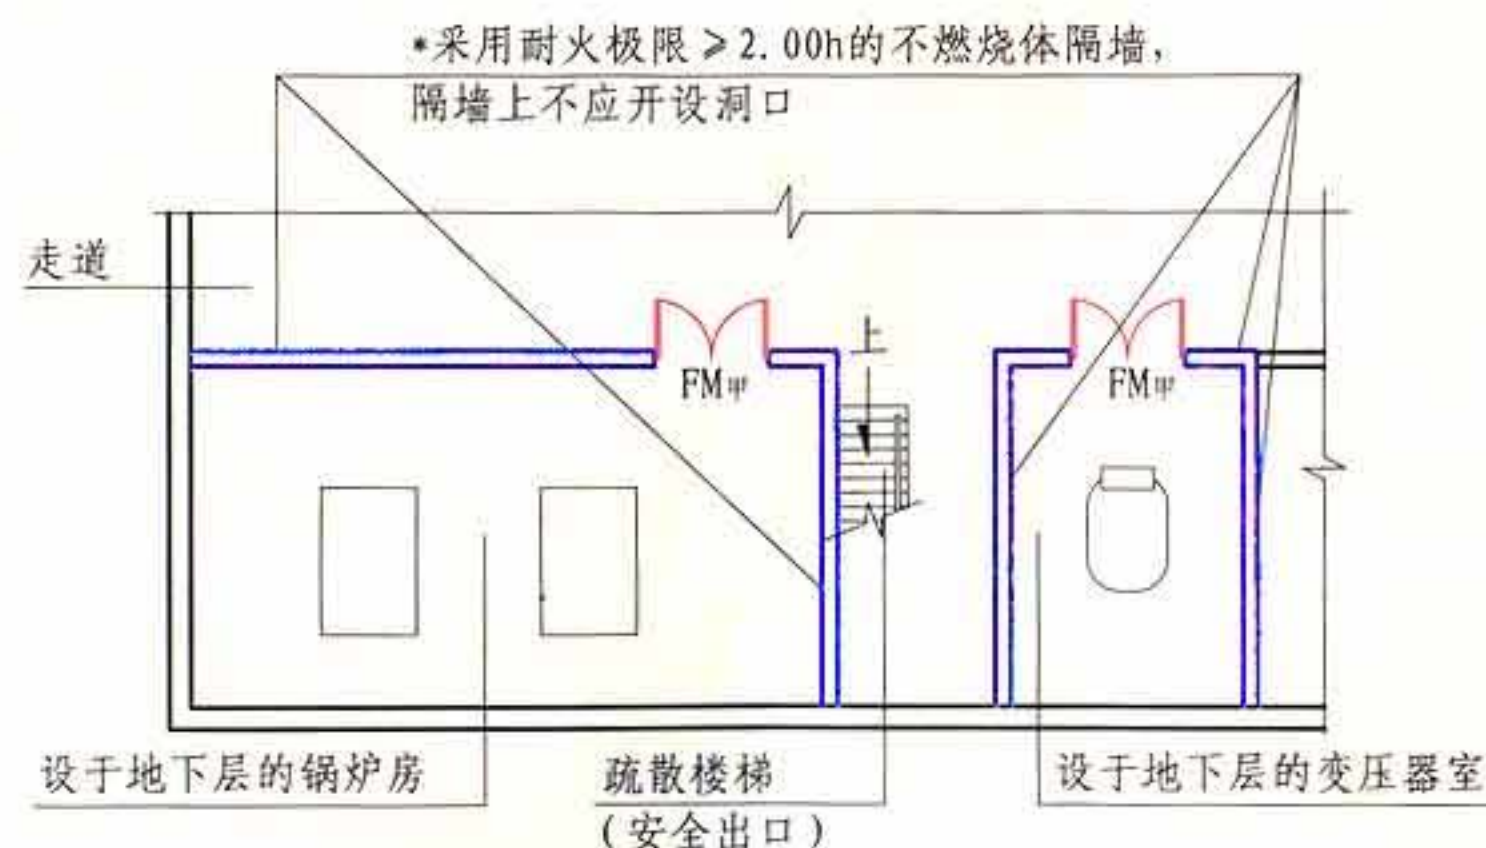 *采用耐火极限≥2.00h的不燃烧体隔墙,
隔墙上不应开设洞口
走道
上
FM甲
FM甲
设于地下层的锅炉房
疏散楼梯
(安全出口)
设于地下层的变压器室